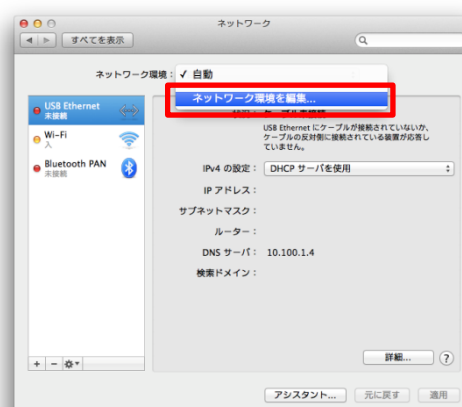 ネットワーク
すべてを表示
ネットワーク環境： ✓ 自動
ネットワーク環境を編集...
USB Ethernet
未接続
USB Ethernet にケーブルが接続されていないか、
ケーブルの反対側に接続されている装置が応答し
ていません。
Wi-Fi
入
Bluetooth PAN
未接続
IPv4 の設定： DHCP サーバを使用
IP アドレス：
サブネットマスク：
ルーター：
DNS サーバ： 10.100.1.4
検索ドメイン：
詳細... ?
アシスタント... 元に戻す 適用